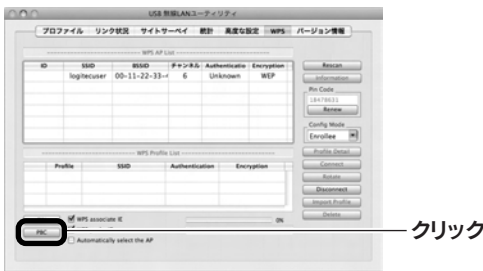 USB 無線LANユーティリティ
プロファイル リンク状況 サイトサーベイ 統計 高度な設定 WPS バージョン情報
WPS AP List
ID SSID BSSID チャンネル Authenticatio Encryption
logitecuser 00-11-22-33- 6 Unknown WEP
Rescan
Information
Pin Code
18478631
Renew
Config Mode
Enrollee
WPS Profile List
Profile SSID Authentication Encryption
Profile Detail
Connect
Rotate
Disconnect
Import Profile
Delete
WPS associate IE
0%
PBC
Automatically select the AP
クリック